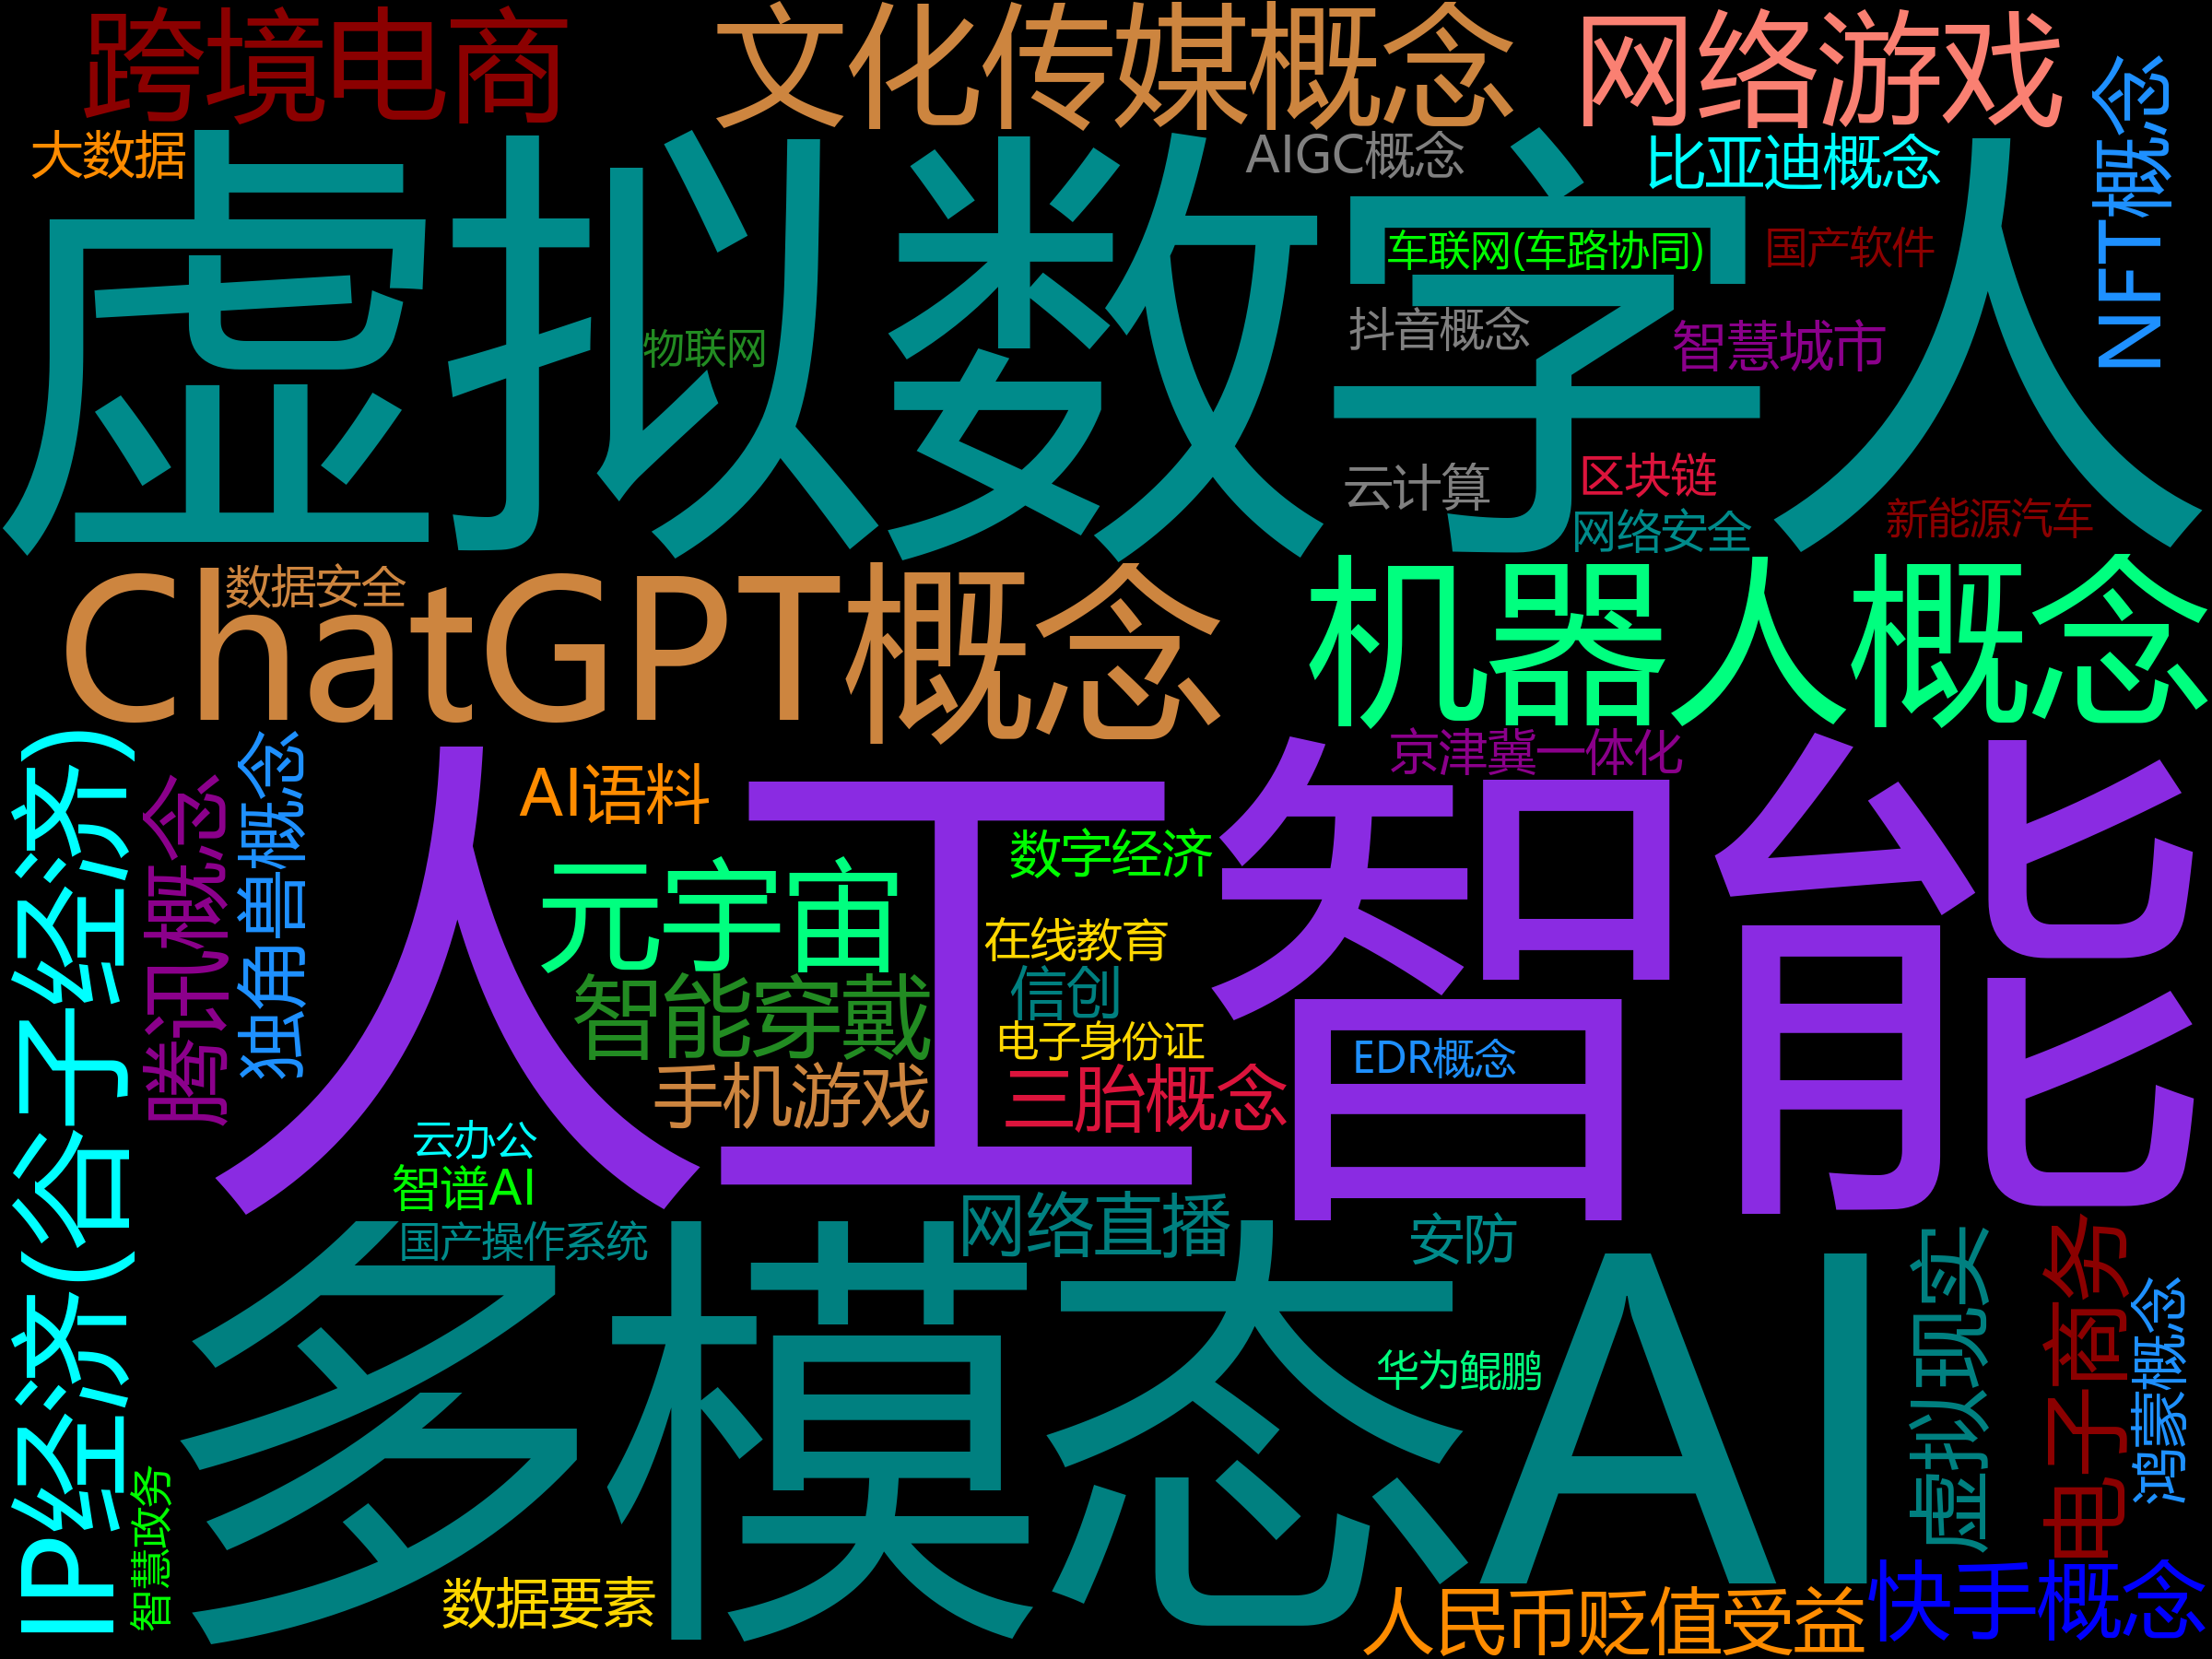 跨境电商
文化传媒概念
网络游戏
NFT概念
大数据
AIGC概念
比亚迪概念
虚拟数字人
车联网(车路协同)
国产软件
物联网
抖音概念
智慧城市
云计算
区块链
网络安全
新能源汽车
数据安全
ChatGPT概念
机器人概念
京津冀一体化
IP经济(谷子经济)
腾讯概念
独角兽概念
AI语料
人工智能
数字经济
元宇宙
在线教育
智能穿戴
信创
电子身份证
EDR概念
手机游戏
三胎概念
云办公
智谱AI
网络直播
安防
国产操作系统
多模态AI
虚拟现实
电子商务
鸿蒙概念
华为鲲鹏
智慧政务
数据要素
人民币贬值受益
快手概念